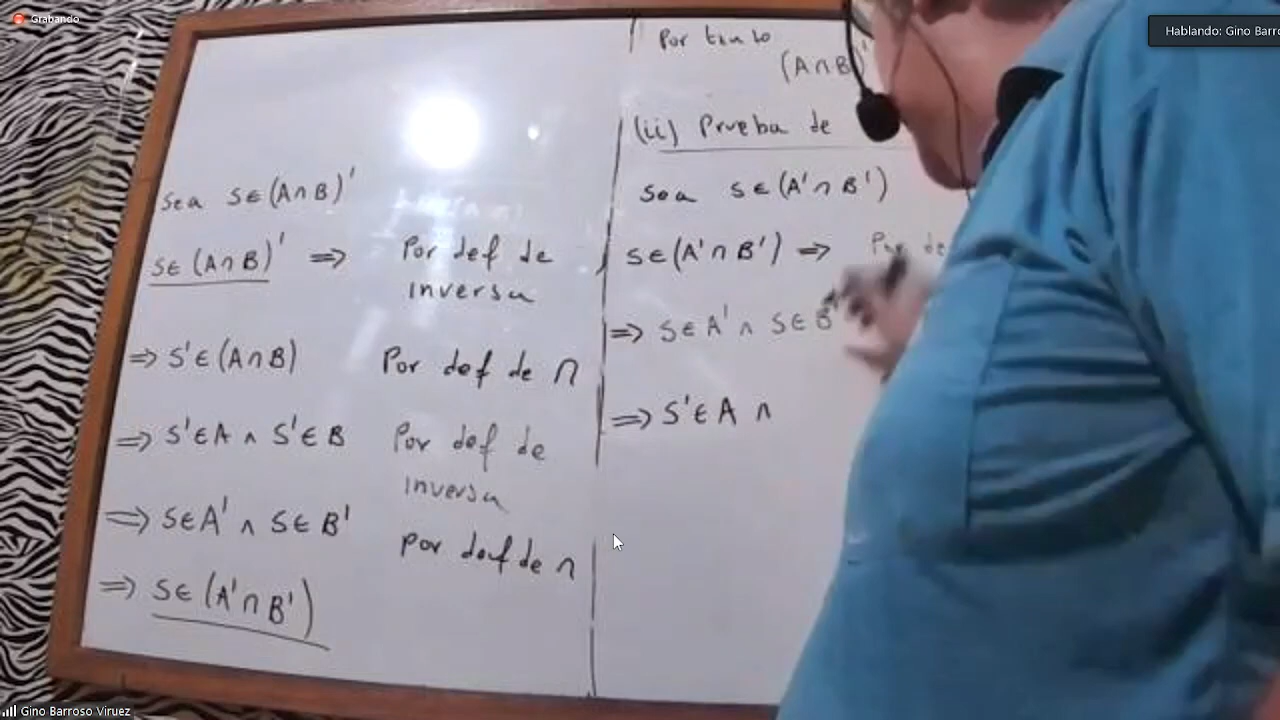 Grabando
Hablando: Gino Barro
sea s∈(A∩B)'
s∈(A∩B)' ⇒ Por def de
inversa
⇒ s'∈(A∩B) Por def de ∩
⇒ s'∈A ∧ s'∈B Por def de
inversa
⇒ s∈A' ∧ s∈B'
por def de ∩
⇒ s∈(A'∩B')
Por tanto
(A∩B)'
(ii) Prueba de
sea s∈(A'∩B')
s∈(A'∩B') ⇒ Por de
⇒ s∈A' ∧ s∈B'
⇒ s'∈A ∧
Gino Barroso Viruez